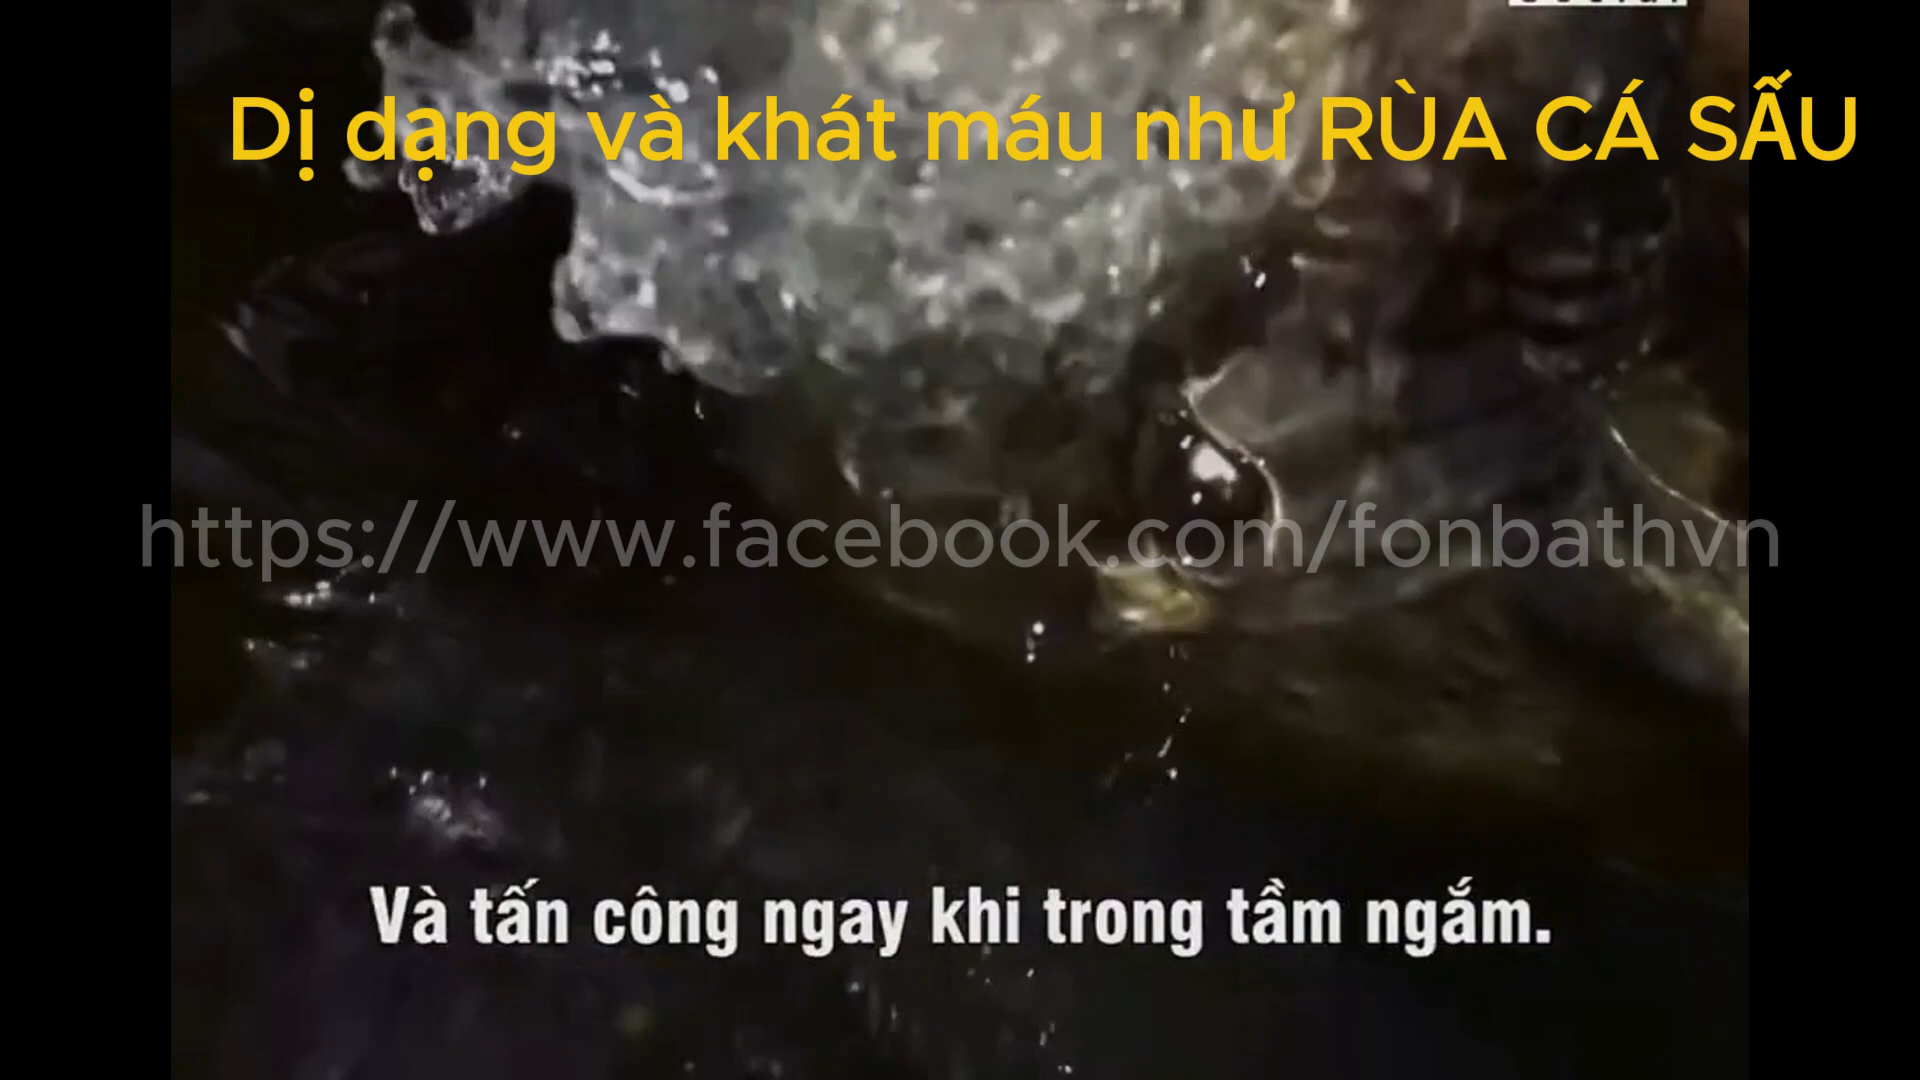 Dị dạng và khát máu như RÙA CÁ SẤU
https://www.facebook.com/fonbathvn
Và tấn công ngay khi trong tầm ngắm.